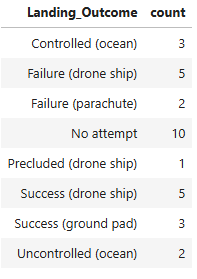 Landing_Outcome count
Controlled (ocean) 3
Failure (drone ship) 5
Failure (parachute) 2
No attempt 10
Precluded (drone ship) 1
Success (drone ship) 5
Success (ground pad) 3
Uncontrolled (ocean) 2